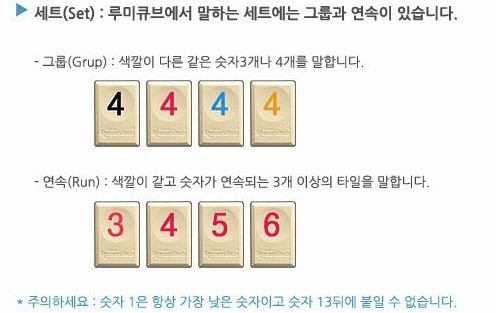 ▶ 세트(Set) : 루미큐브에서 말하는 세트에는 그룹과 연속이 있습니다.
- 그룹(Grup) : 색깔이 다른 같은 숫자3개나 4개를 말합니다.
4 4 4 4
- 연속(Run) : 색깔이 같고 숫자가 연속되는 3개 이상의 타일을 말합니다.
3 4 5 6
* 주의하세요 : 숫자 1은 항상 가장 낮은 숫자이고 숫자 13뒤에 붙일 수 없습니다.